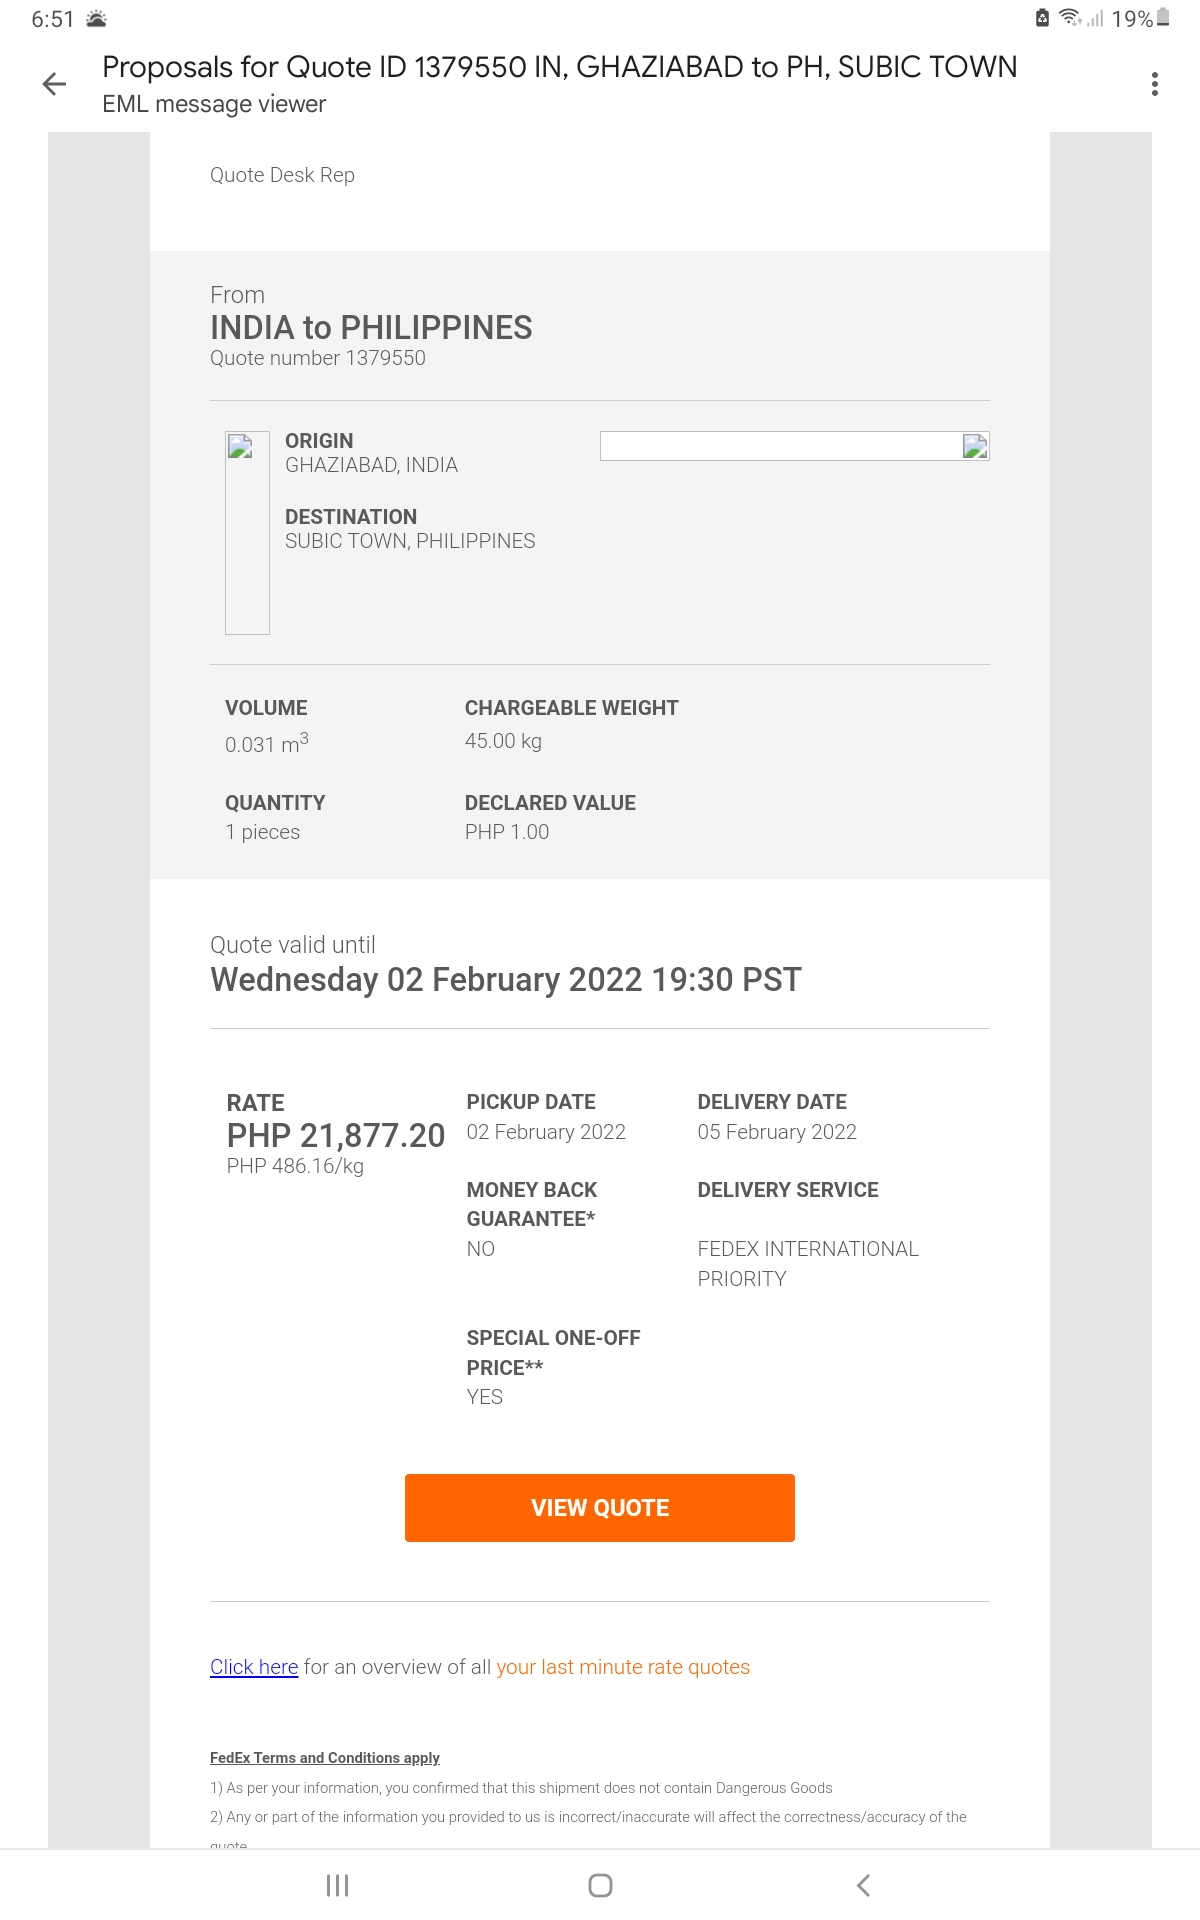 6:51
19%
Proposals for Quote ID 1379550 IN, GHAZIABAD to PH, SUBIC TOWN
EML message viewer
Quote Desk Rep
From
INDIA to PHILIPPINES
Quote number 1379550
ORIGIN
GHAZIABAD, INDIA
DESTINATION
SUBIC TOWN, PHILIPPINES
VOLUME
CHARGEABLE WEIGHT
0.031 m³
45.00 kg
QUANTITY
DECLARED VALUE
1 pieces
PHP 1.00
Quote valid until
Wednesday 02 February 2022 19:30 PST
RATE
PHP 21,877.20
PHP 486.16/kg
PICKUP DATE
02 February 2022
DELIVERY DATE
05 February 2022
MONEY BACK
GUARANTEE*
NO
DELIVERY SERVICE
FEDEX INTERNATIONAL
PRIORITY
SPECIAL ONE-OFF
PRICE**
YES
VIEW QUOTE
Click here for an overview of all your last minute rate quotes
FedEx Terms and Conditions apply
1) As per your information, you confirmed that this shipment does not contain Dangerous Goods
2) Any or part of the information you provided to us is incorrect/inaccurate will affect the correctness/accuracy of the
quote